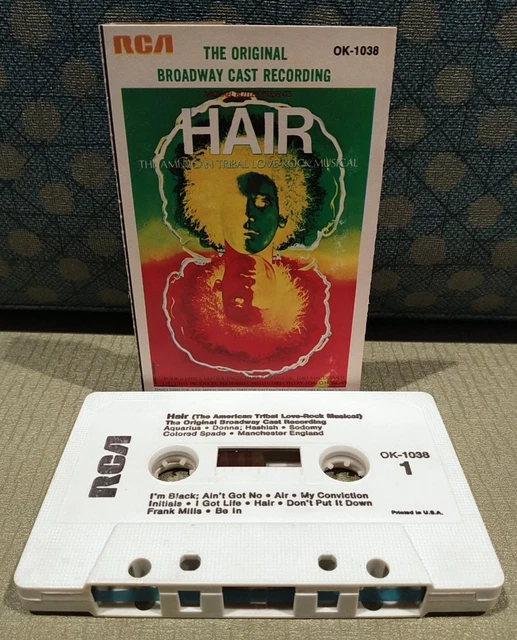 RCA
THE ORIGINAL
BROADWAY CAST RECORDING
OK-1038
HAIR
THE AMERICAN TRIBAL LOVE-ROCK MUSICAL
Hair (The American Tribal Love-Rock Musical)
The Original Broadway Cast Recording
Aquarius • Donna; Hashish • Sodomy
Colored Spade • Manchester England
RCA
OK-1038
1
I'm Black; Ain't Got No • Air • My Conviction
Initials • I Got Life • Hair • Don't Put It Down
Frank Mills • Be In
Printed in U.S.A.